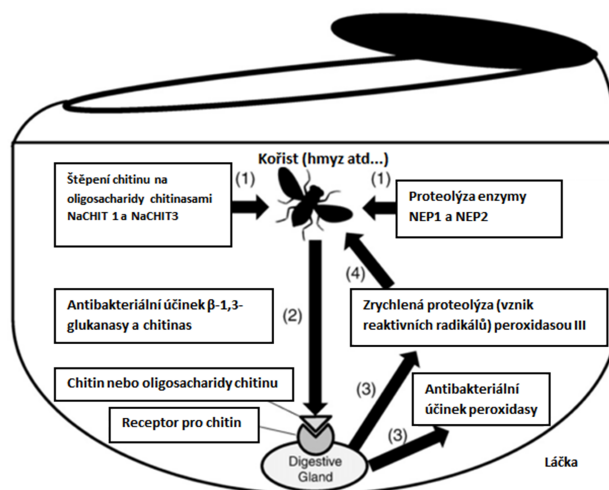 Kořist (hmyz atd...)
Štěpení chitinu na
oligosacharidy chitinasami
NaCHIT 1 a NaCHIT3
(1)
(1)
Proteolýza enzymy
NEP1 a NEP2
(4)
Antibakteriální účinek β-1,3-
glukanasy a chitinas
(2)
Zrychlená proteolýza (vznik
reaktivních radikálů) peroxidasou III
Chitin nebo oligosacharidy chitinu
(3)
Antibakteriální
účinek peroxidasy
Receptor pro chitin
(3)
Digestive
Gland
Láčka